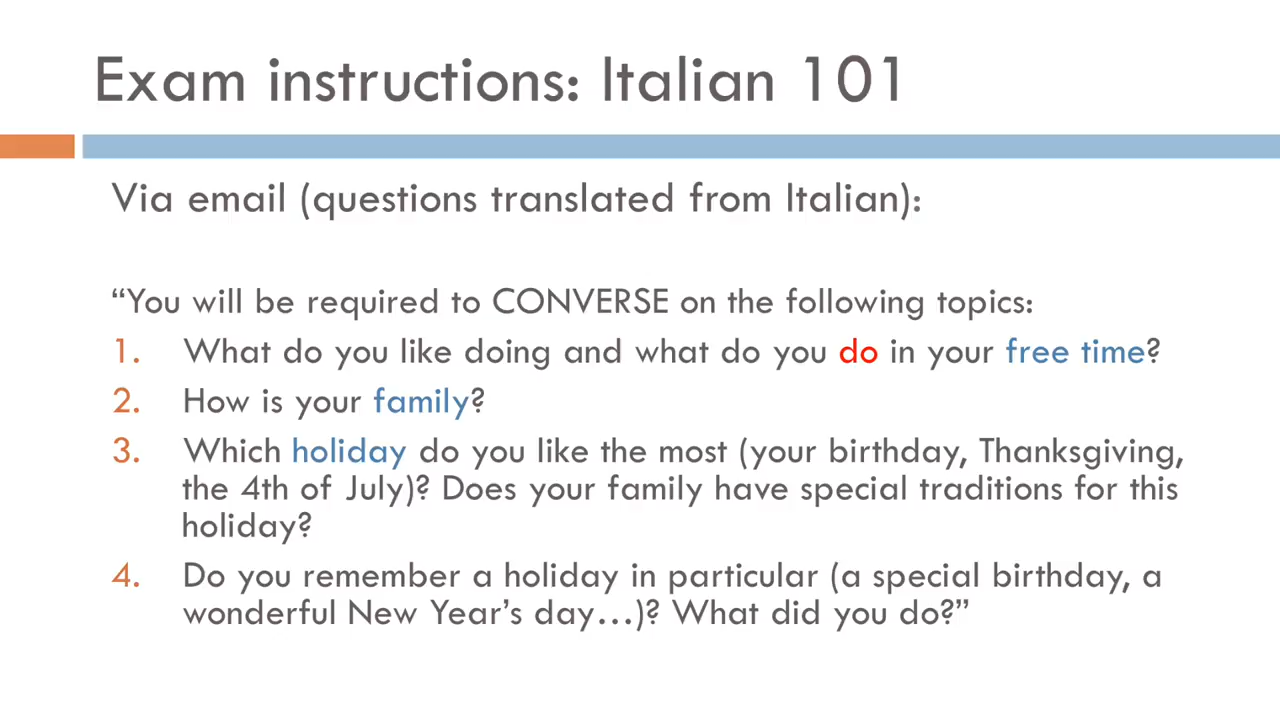 Exam instructions: Italian 101
Via email (questions translated from Italian):
“You will be required to CONVERSE on the following topics:
1. What do you like doing and what do you do in your free time?
2. How is your family?
3. Which holiday do you like the most (your birthday, Thanksgiving,
the 4th of July)? Does your family have special traditions for this
holiday?
4. Do you remember a holiday in particular (a special birthday, a
wonderful New Year’s day…)? What did you do?”